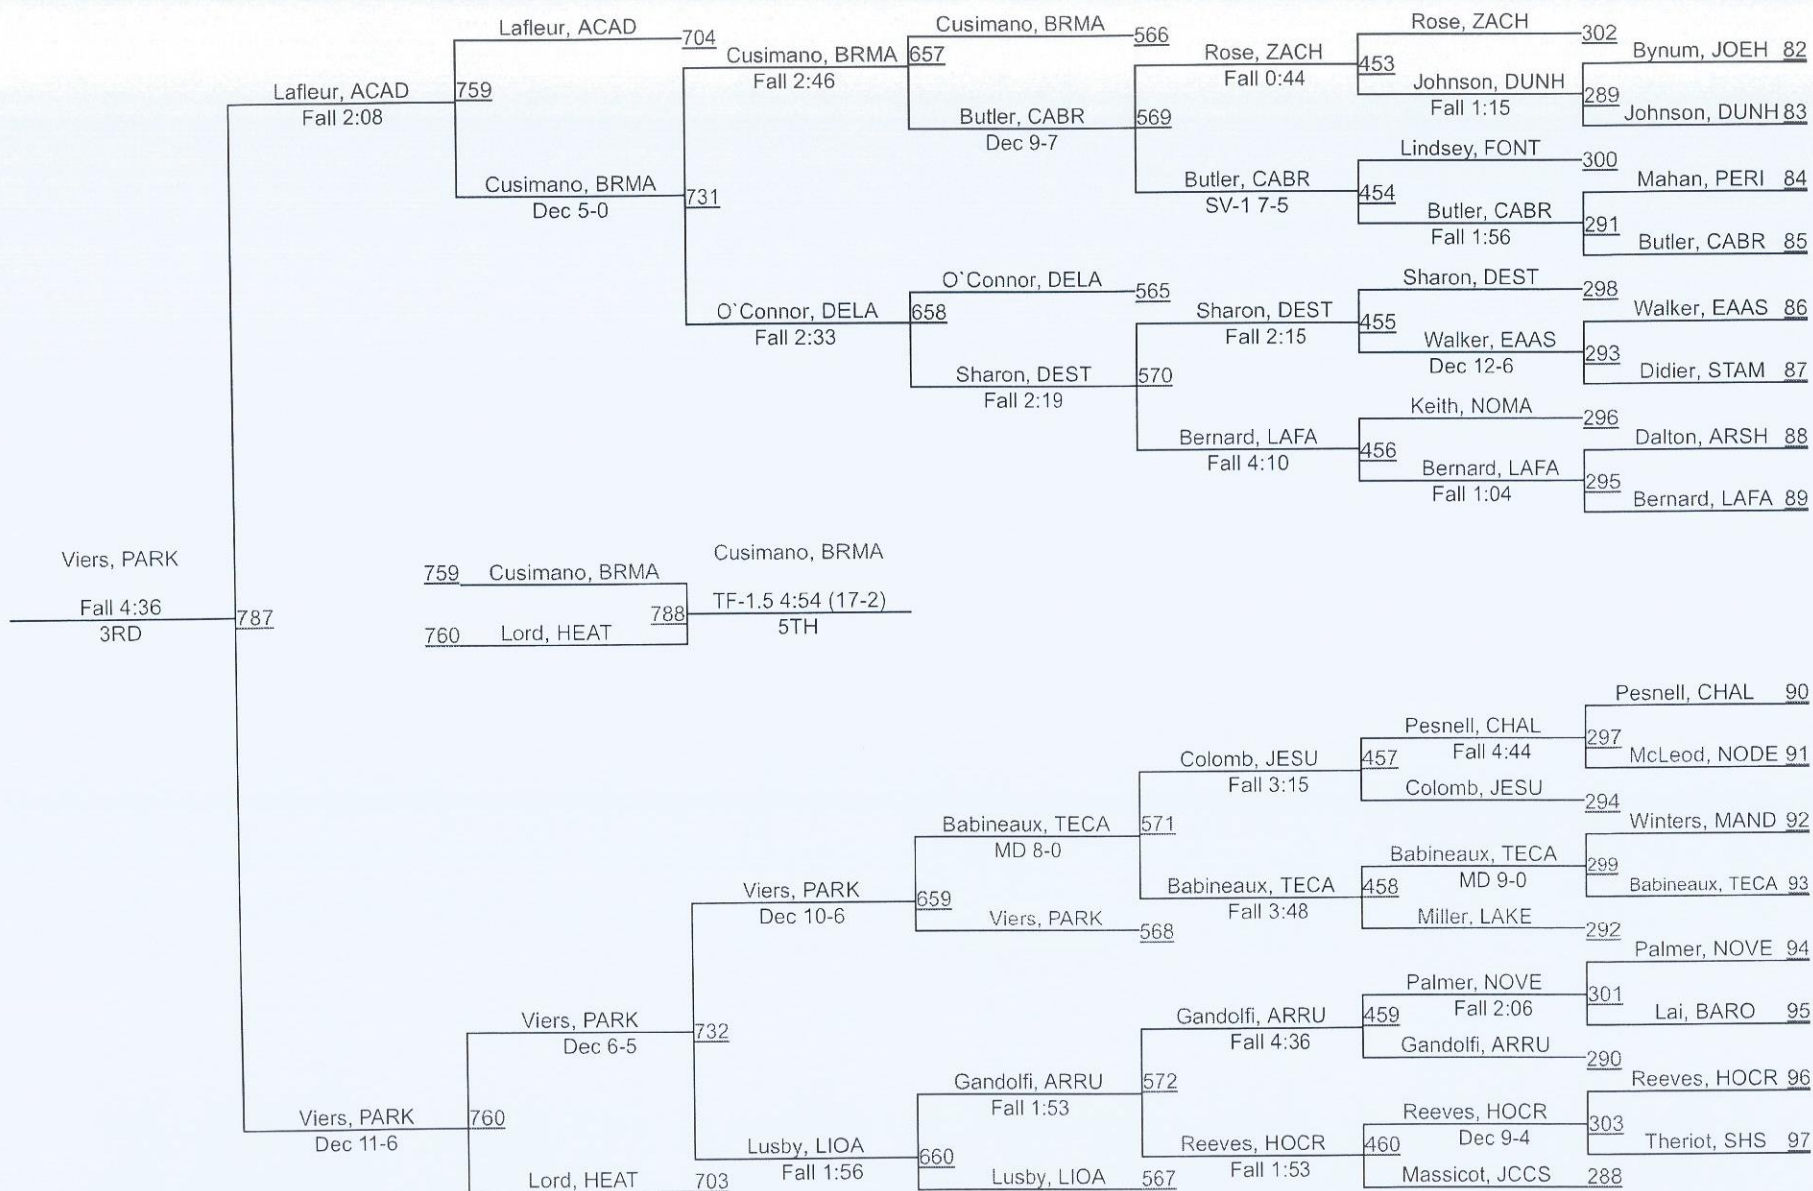 Lafleur, ACAD
704
Lafleur, ACAD
Fall 2:08
759
Cusimano, BRMA
Dec 5-0
731
Cusimano, BRMA
Fall 2:46
657
Cusimano, BRMA
566
Butler, CABR
Dec 9-7
569
Rose, ZACH
Fall 0:44
453
Rose, ZACH
302
Johnson, DUNH
Fall 1:15
289
Bynum, JOEH 82
Johnson, DUNH 83
Butler, CABR
SV-1 7-5
454
Lindsey, FONT
300
Butler, CABR
Fall 1:56
291
Mahan, PERI 84
Butler, CABR 85
O`Connor, DELA
Fall 2:33
658
O`Connor, DELA
565
Sharon, DEST
Fall 2:19
570
Sharon, DEST
Fall 2:15
455
Sharon, DEST
298
Walker, EAAS
Dec 12-6
293
Walker, EAAS 86
Didier, STAM 87
Bernard, LAFA
Fall 4:10
456
Keith, NOMA
296
Bernard, LAFA
Fall 1:04
295
Dalton, ARSH 88
Bernard, LAFA 89
Viers, PARK
Fall 4:36
3RD
787
759 Cusimano, BRMA
760 Lord, HEAT
788
Cusimano, BRMA
TF-1.5 4:54 (17-2)
5TH
Viers, PARK
Dec 11-6
760
Viers, PARK
Dec 6-5
732
Lord, HEAT
703
Viers, PARK
Dec 10-6
659
Babineaux, TECA
MD 8-0
571
Viers, PARK
568
Colomb, JESU
Fall 3:15
457
Pesnell, CHAL
Fall 4:44
297
Pesnell, CHAL 90
McLeod, NODE 91
Colomb, JESU
294
Babineaux, TECA
Fall 3:48
458
Babineaux, TECA
MD 9-0
299
Winters, MAND 92
Babineaux, TECA 93
Miller, LAKE
292
Lusby, LIOA
Fall 1:56
660
Gandolfi, ARRU
Fall 1:53
572
Lusby, LIOA
567
Gandolfi, ARRU
Fall 4:36
459
Palmer, NOVE
Fall 2:06
301
Palmer, NOVE 94
Lai, BARO 95
Gandolfi, ARRU
290
Reeves, HOCR
Fall 1:53
460
Reeves, HOCR
Dec 9-4
303
Reeves, HOCR 96
Theriot, SHS 97
Massicot, JCCS
288